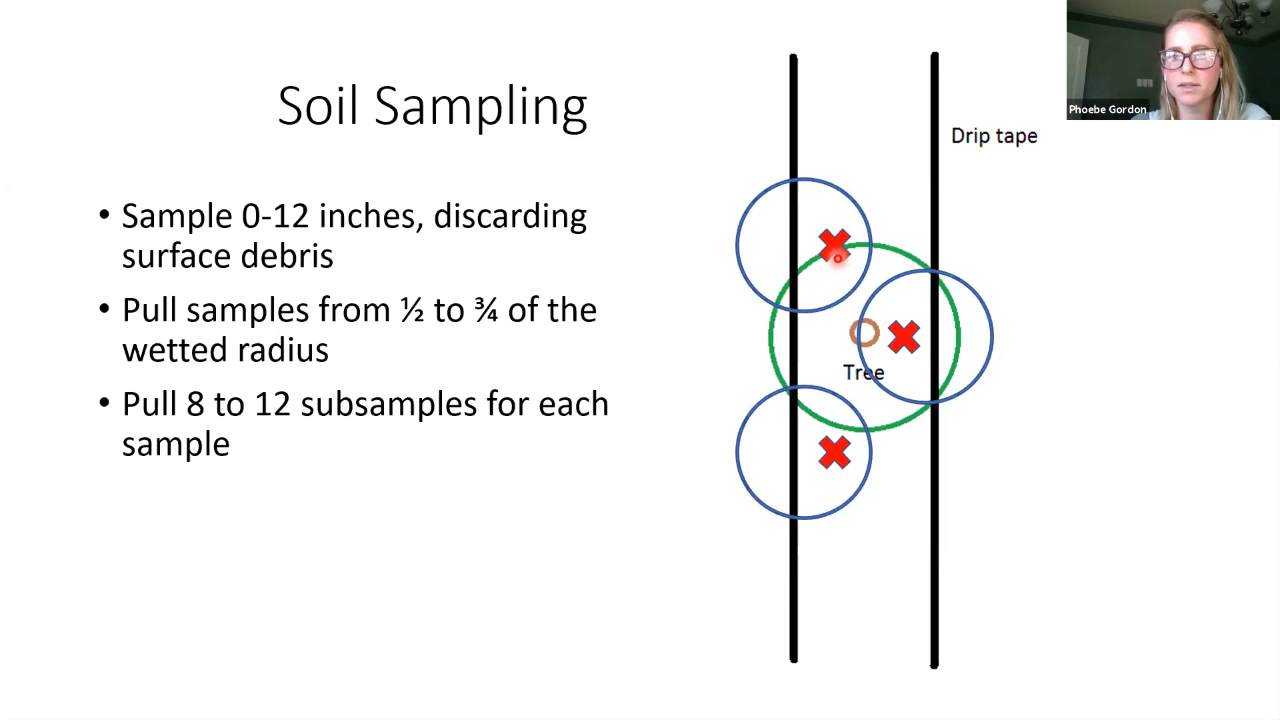 Soil Sampling
• Sample 0-12 inches, discarding
surface debris
• Pull samples from ½ to ¾ of the
wetted radius
• Pull 8 to 12 subsamples for each
sample
Drip tape
Tree
Phoebe Gordon